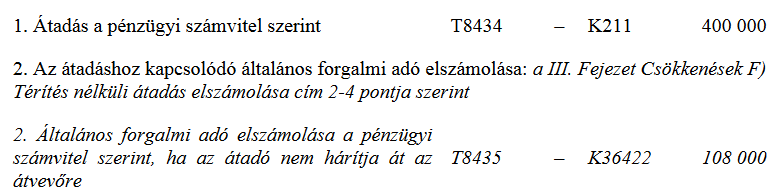 1. Átadás a pénzügyi számvitel szerint T8434 – K211 400 000
2. Az átadáshoz kapcsolódó általános forgalmi adó elszámolása: a III. Fejezet Csökkenések F)
Térítés nélküli átadás elszámolása cím 2-4 pontja szerint
2. Általános forgalmi adó elszámolása a pénzügyi
számvitel szerint, ha az átadó nem hárítja át az T8435 – K36422 108 000
átvevőre